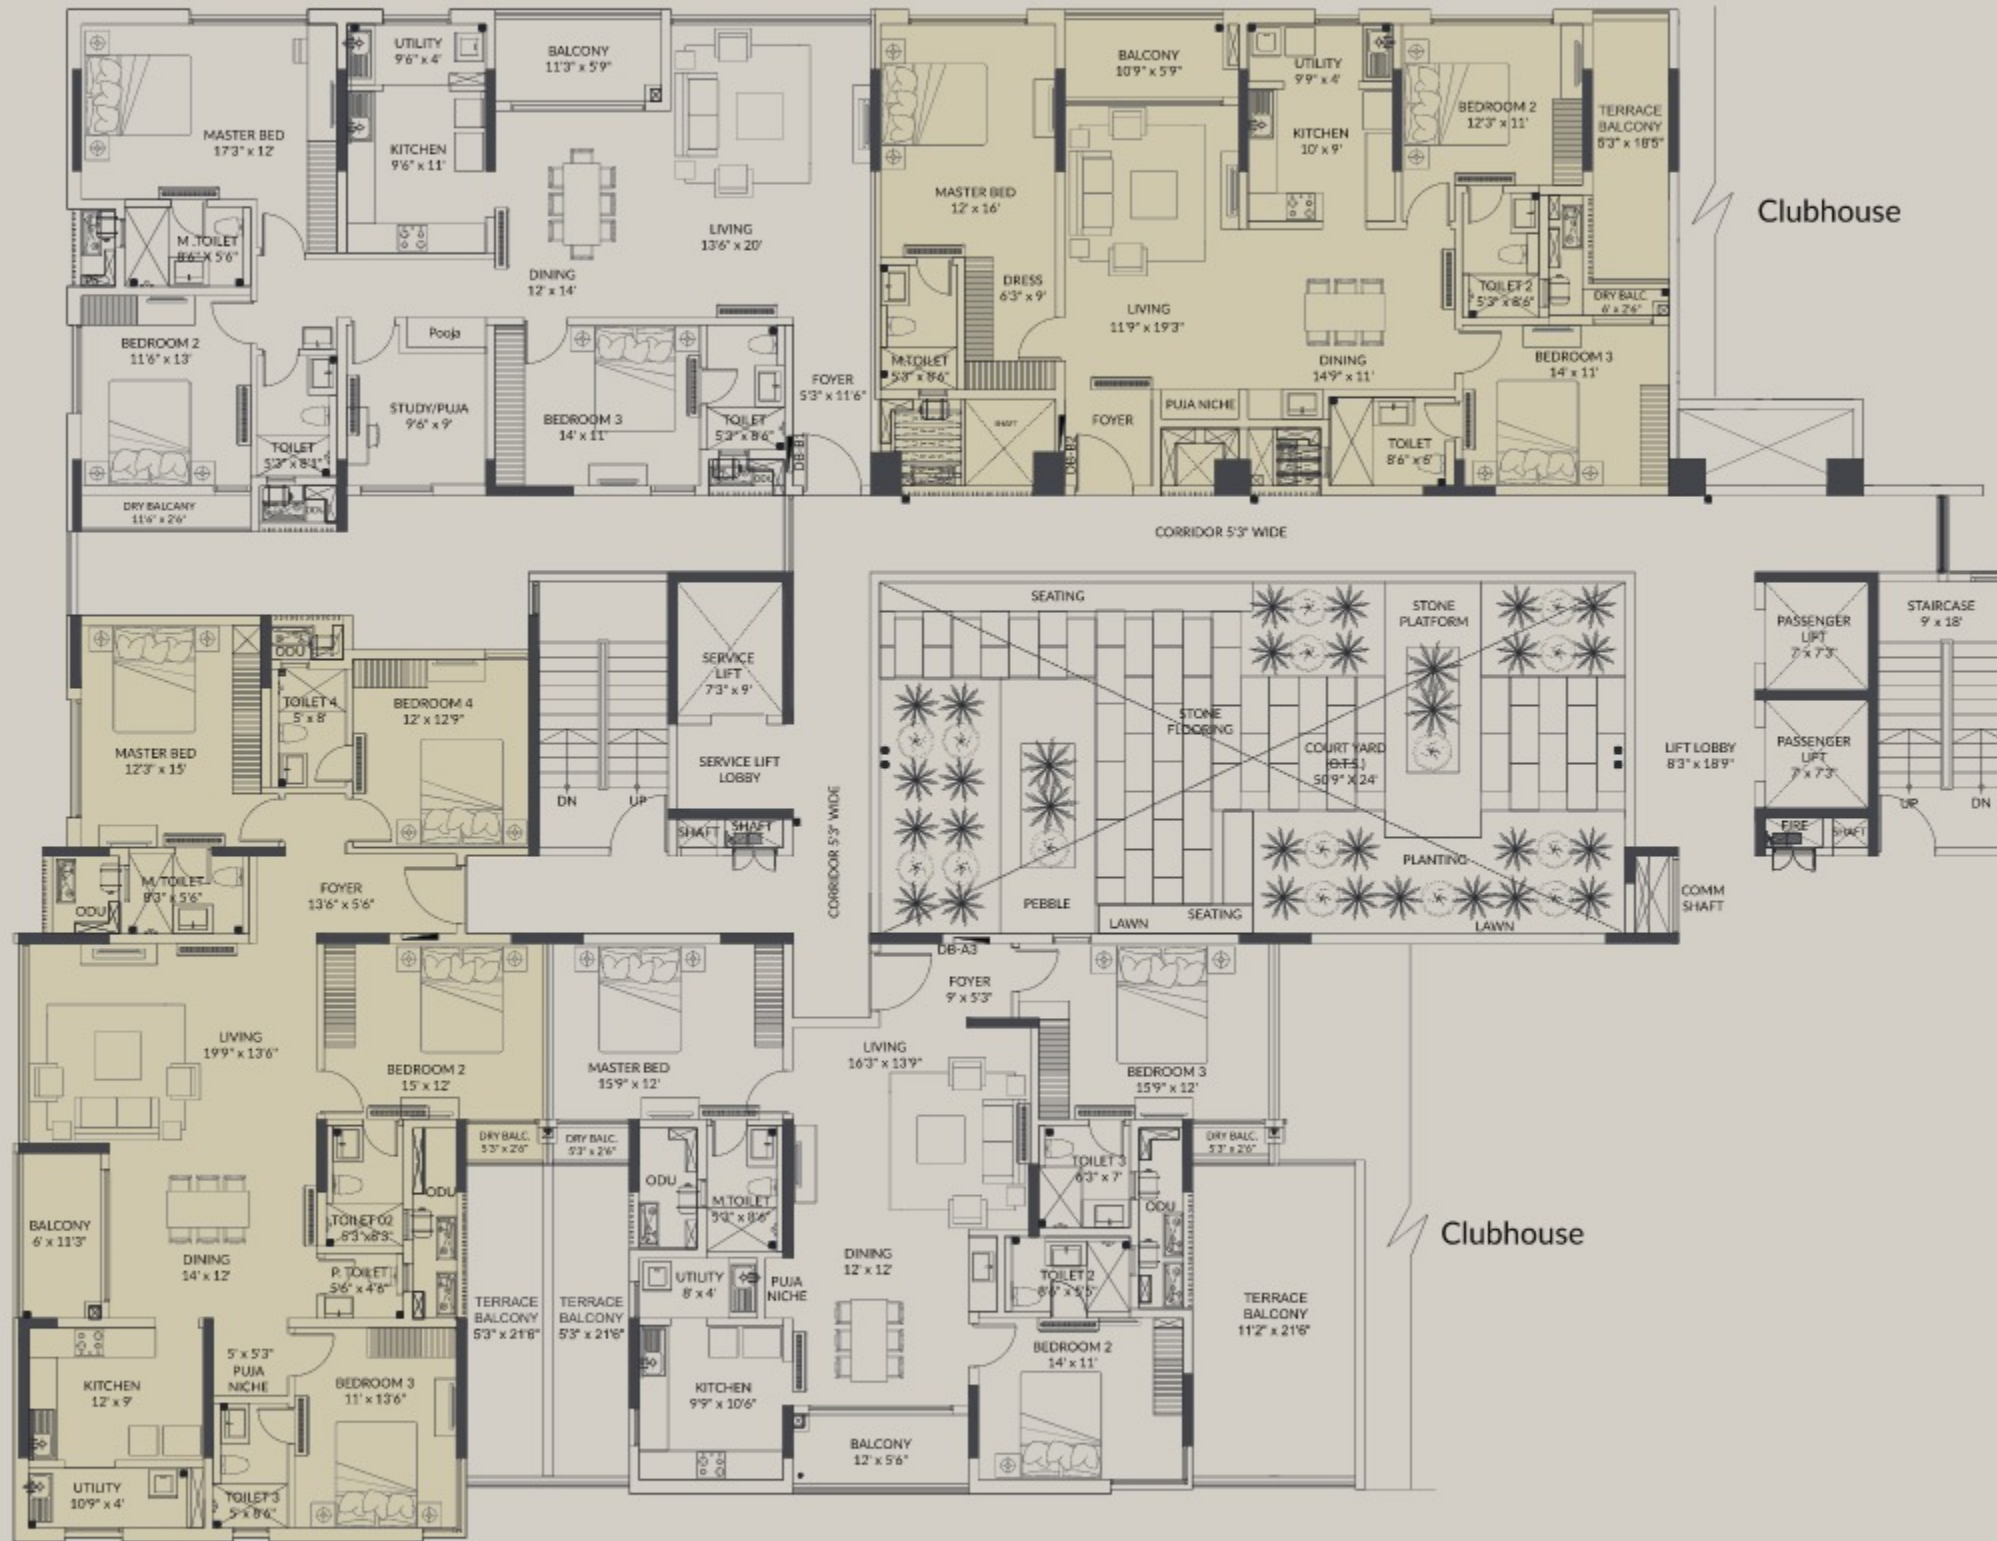 MASTER BED
17'3" x 12'
UTILITY
9'6" x 4'
KITCHEN
9'6" x 11'
BALCONY
11'3" x 5'9"
LIVING
13'6" x 20'
DINING
12' x 14'
M .TOILET
8'6" X 5'6"
BEDROOM 2
11'6" x 13'
TOILET
DRY BALCANY
11'6" x 2'6"
Pooja
STUDY/PUJA
9'6" x 9'
BEDROOM 3
14' x 11'
TOILET
5'3" x 8'6"
FOYER
5'3" x 11'6"
DB-B1
MASTER BED
12' x 16'
BALCONY
10'9" x 5'9"
UTILITY
9'9" x 4'
KITCHEN
10' x 9'
BEDROOM 2
12'3" x 11'
TERRACE
BALCONY
5'3" x 18'5"
Clubhouse
DRESS
6'3" x 9'
LIVING
11'9" x 19'3"
DINING
14'9" x 11'
TOILET 2
5'3" x 8'6"
DRY BALC.
6' x 2'6"
BEDROOM 3
14' x 11'
M.TOILET
5'3" x 8'6"
SHAFT
DB-B2
FOYER
PUJA NICHE
TOILET
8'6" x 6'
CORRIDOR 5'3" WIDE
MASTER BED
12'3" x 15'
ODU
TOILET 4
5' x 8'
BEDROOM 4
12' x 12'9"
DN
UP
SERVICE
LIFT
7'3" x 9'
SERVICE LIFT
LOBBY
SHAFT
SHAFT
CORRIDOR 5'3" WIDE
SEATING
STONE
PLATFORM
STONE
FLOORING
COURT YARD
(O.T.S.)
50'9" X 24'
PEBBLE
LAWN
SEATING
PLANTING
LAWN
LIFT LOBBY
8'3" x 18'9"
COMM
SHAFT
PASSENGER
LIFT
7' x 7'3"
PASSENGER
LIFT
7' x 7'3"
STAIRCASE
9' x 18'
UP
DN
FIRE
SHAFT
ODU
M. TOILET
8'3" x 5'6"
FOYER
13'6" x 5'6"
LIVING
19'9" x 13'6"
BEDROOM 2
15' x 12'
BALCONY
6' x 11'3"
DINING
14' x 12'
TOILET 02
5'3"x8'3"
ODU
P. TOILET
5'6" x 4'6"
DRY BALC.
5'3" x 2'6"
DRY BALC.
5'3" x 2'6"
TERRACE
BALCONY
5'3" x 21'6"
TERRACE
BALCONY
5'3" x 21'6"
KITCHEN
12' x 9'
5' x 5'3"
PUJA
NICHE
BEDROOM 3
11' x 13'6"
UTILITY
10'9" x 4'
TOILET 3
5' x 8'6"
MASTER BED
15'9" x 12'
DB-A3
FOYER
9' x 5'3"
LIVING
16'3" x 13'9"
BEDROOM 3
15'9" x 12'
ODU
M.TOILET
5'3" x 8'6"
TOILET 3
6'3" x 7'
ODU
DRY BALC.
5'3" x 2'6"
UTILITY
8' x 4'
PUJA
NICHE
DINING
12' x 12'
TOILET 2
8'6" x 5'5"
TERRACE
BALCONY
11'2" x 21'6"
Clubhouse
KITCHEN
9'9" x 10'6"
BALCONY
12' x 5'6"
BEDROOM 2
14' x 11'